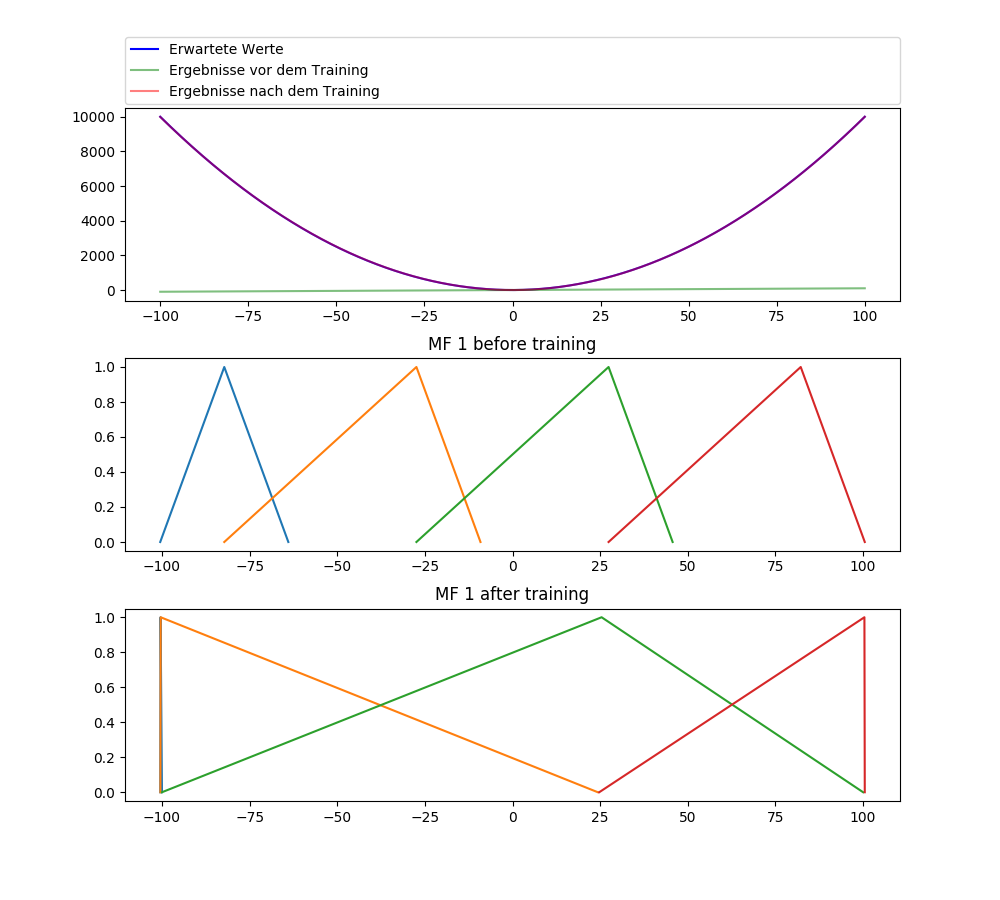 Erwartete Werte
Ergebnisse vor dem Training
Ergebnisse nach dem Training
10000
8000
6000
4000
2000
0
−100 −75 −50 −25 0 25 50 75 100
MF 1 before training
1.0
0.8
0.6
0.4
0.2
0.0
−100 −75 −50 −25 0 25 50 75 100
MF 1 after training
1.0
0.8
0.6
0.4
0.2
0.0
−100 −75 −50 −25 0 25 50 75 100